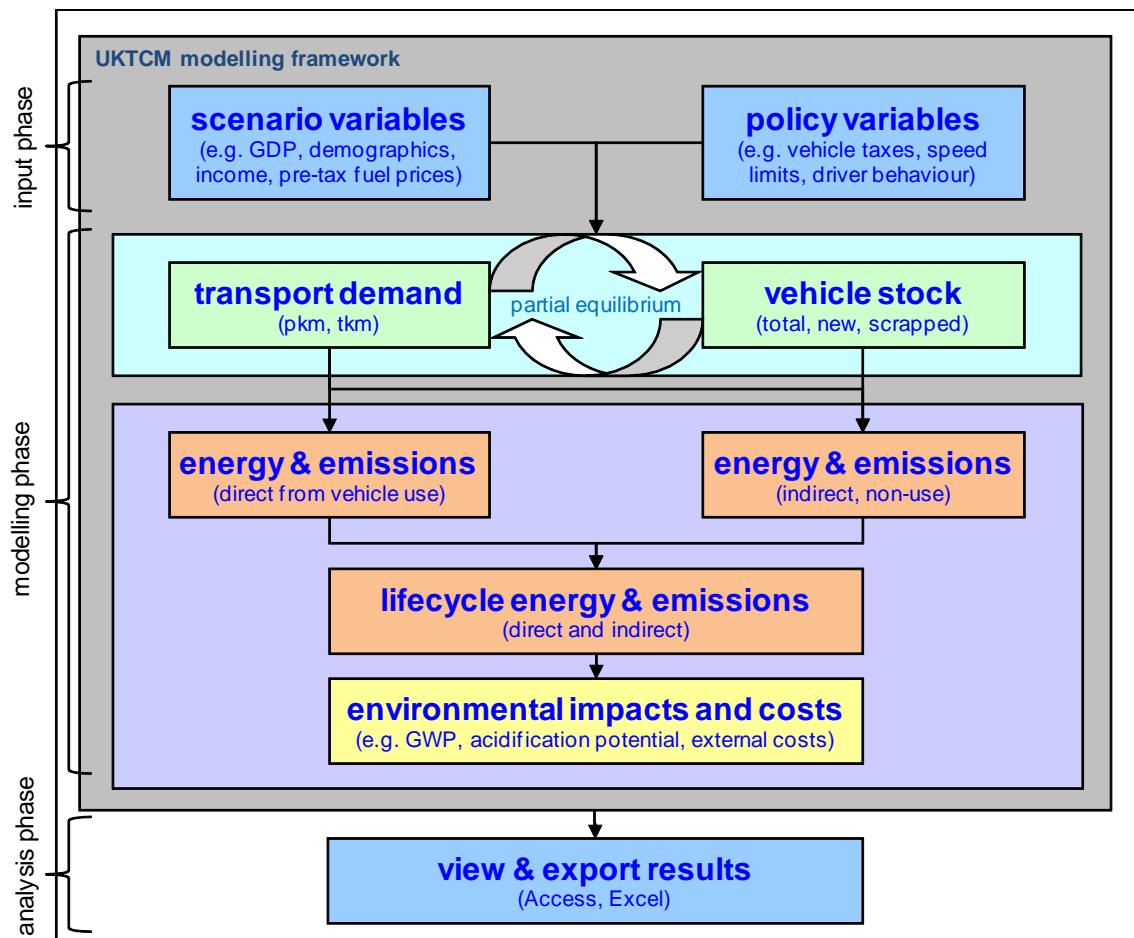 UKTCM modelling framework
input phase
scenario variables
(e.g. GDP, demographics,
income, pre-tax fuel prices)
policy variables
(e.g. vehicle taxes, speed
limits, driver behaviour)
modelling phase
transport demand
(pkm, tkm)
partial equilibrium
vehicle stock
(total, new, scrapped)
energy & emissions
(direct from vehicle use)
energy & emissions
(indirect, non-use)
lifecycle energy & emissions
(direct and indirect)
environmental impacts and costs
(e.g. GWP, acidification potential, external costs)
analysis phase
view & export results
(Access, Excel)